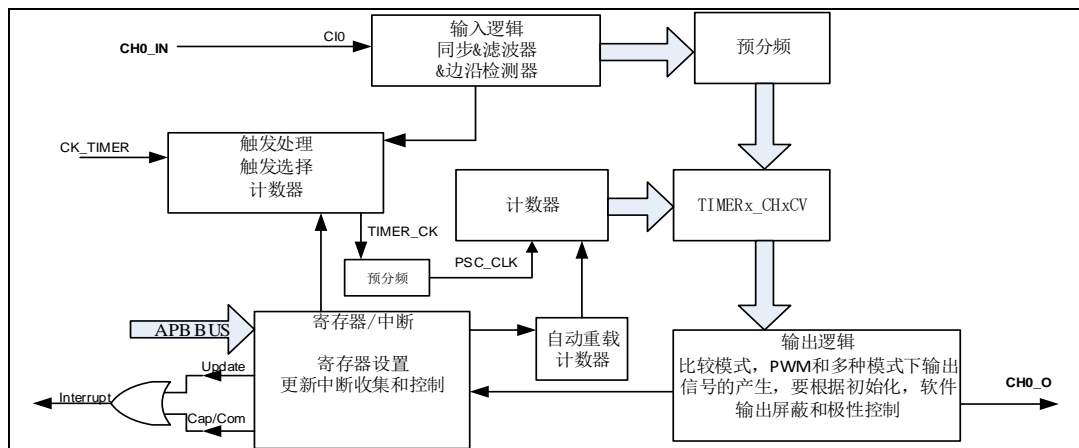 CH0_IN
CI0
输入逻辑
同步&滤波器
&边沿检测器
预分频
CK_TIMER
触发处理
触发选择
计数器
计数器
TIMERx_CHxCV
TIMER_CK
预分频
PSC_CLK
APB BUS
寄存器/中断
寄存器设置
更新中断收集和控制
自动重载
计数器
输出逻辑
比较模式，PWM和多种模式下输出
信号的产生，要根据初始化，软件
输出屏蔽和极性控制
CH0_O
Update
Interrupt
Cap/Com